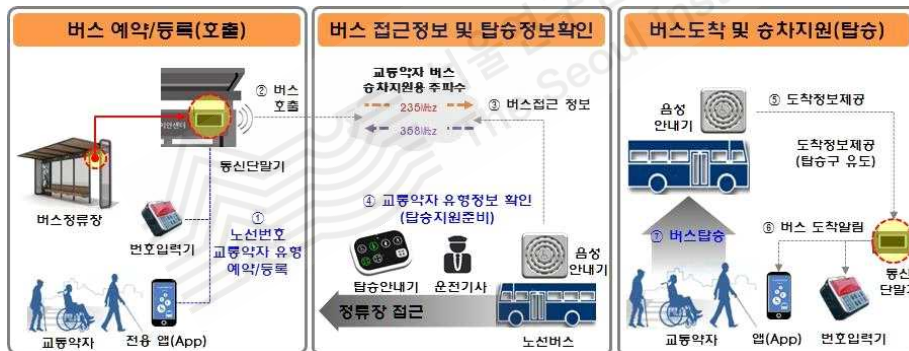 버스 예약/등록(호출)
② 버스
호출
통신단말기
버스정류장
번호입력기
①
노선번호
교통약자 유형
예약/등록
교통약자
전용 앱(App)
버스 접근정보 및 탑승정보확인
교통약자 버스
승차지원용 주파수
235Mhz
358Mhz
③ 버스접근 정보
④ 교통약자 유형정보 확인
(탑승지원준비)
탑승안내기
운전기사
음성
안내기
정류장 접근
노선버스
버스도착 및 승차지원(탑승)
음성
안내기
⑤ 도착정보제공
도착정보제공
(탑승구 유도)
⑦ 버스탑승
⑥ 버스 도착알림
통신
단말기
교통약자
앱(App)
번호입력기
서울연구원
The Seoul Inst